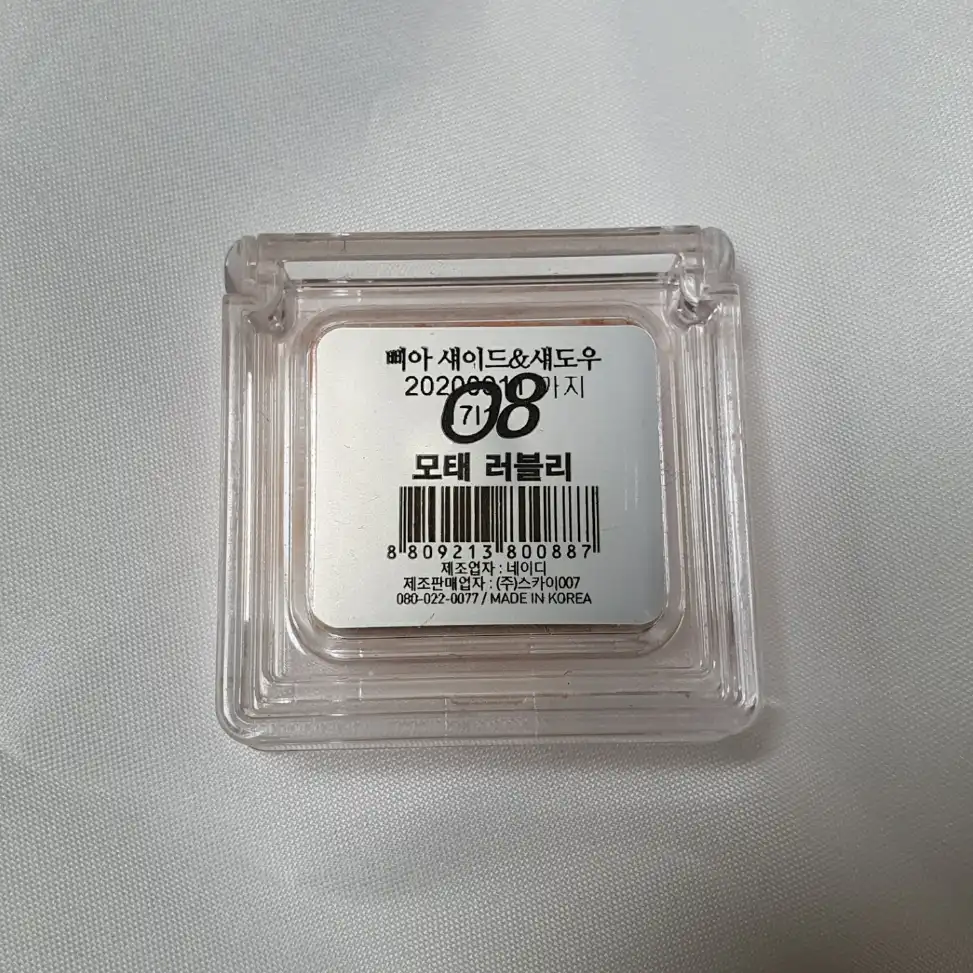 삐아 섀이드&섀도우
까지
08
모태 러블리
8 809213 800887
제조업자 : 네이디
제조판매업자 : (주)스카이007
080-022-0077 / MADE IN KOREA